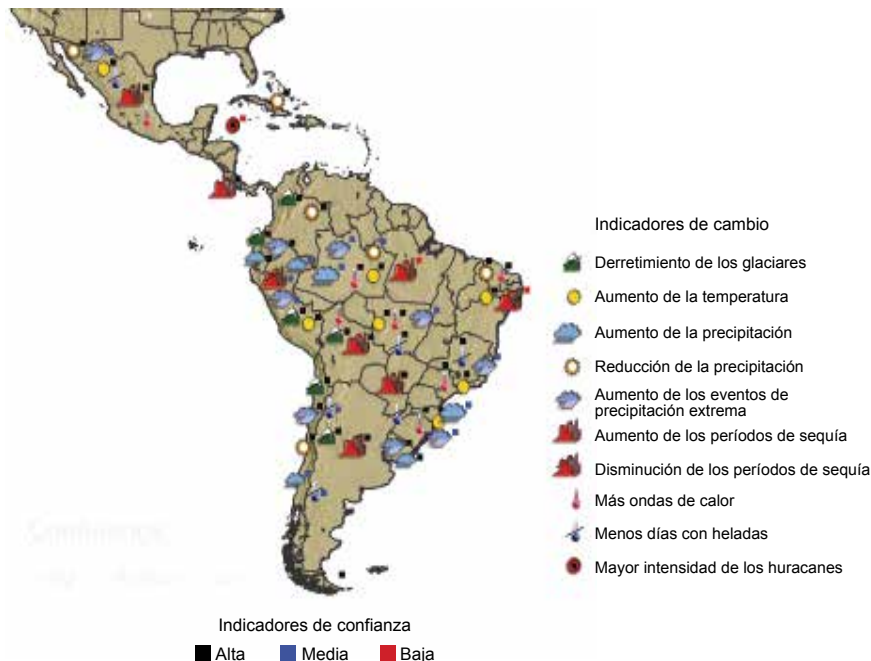 Indicadores de cambio
Derretimiento de los glaciares
Aumento de la temperatura
Aumento de la precipitación
Reducción de la precipitación
Aumento de los eventos de
precipitación extrema
Aumento de los períodos de sequía
Disminución de los períodos de sequía
Más ondas de calor
Menos días con heladas
Mayor intensidad de los huracanes
Indicadores de confianza
Alta Media Baja